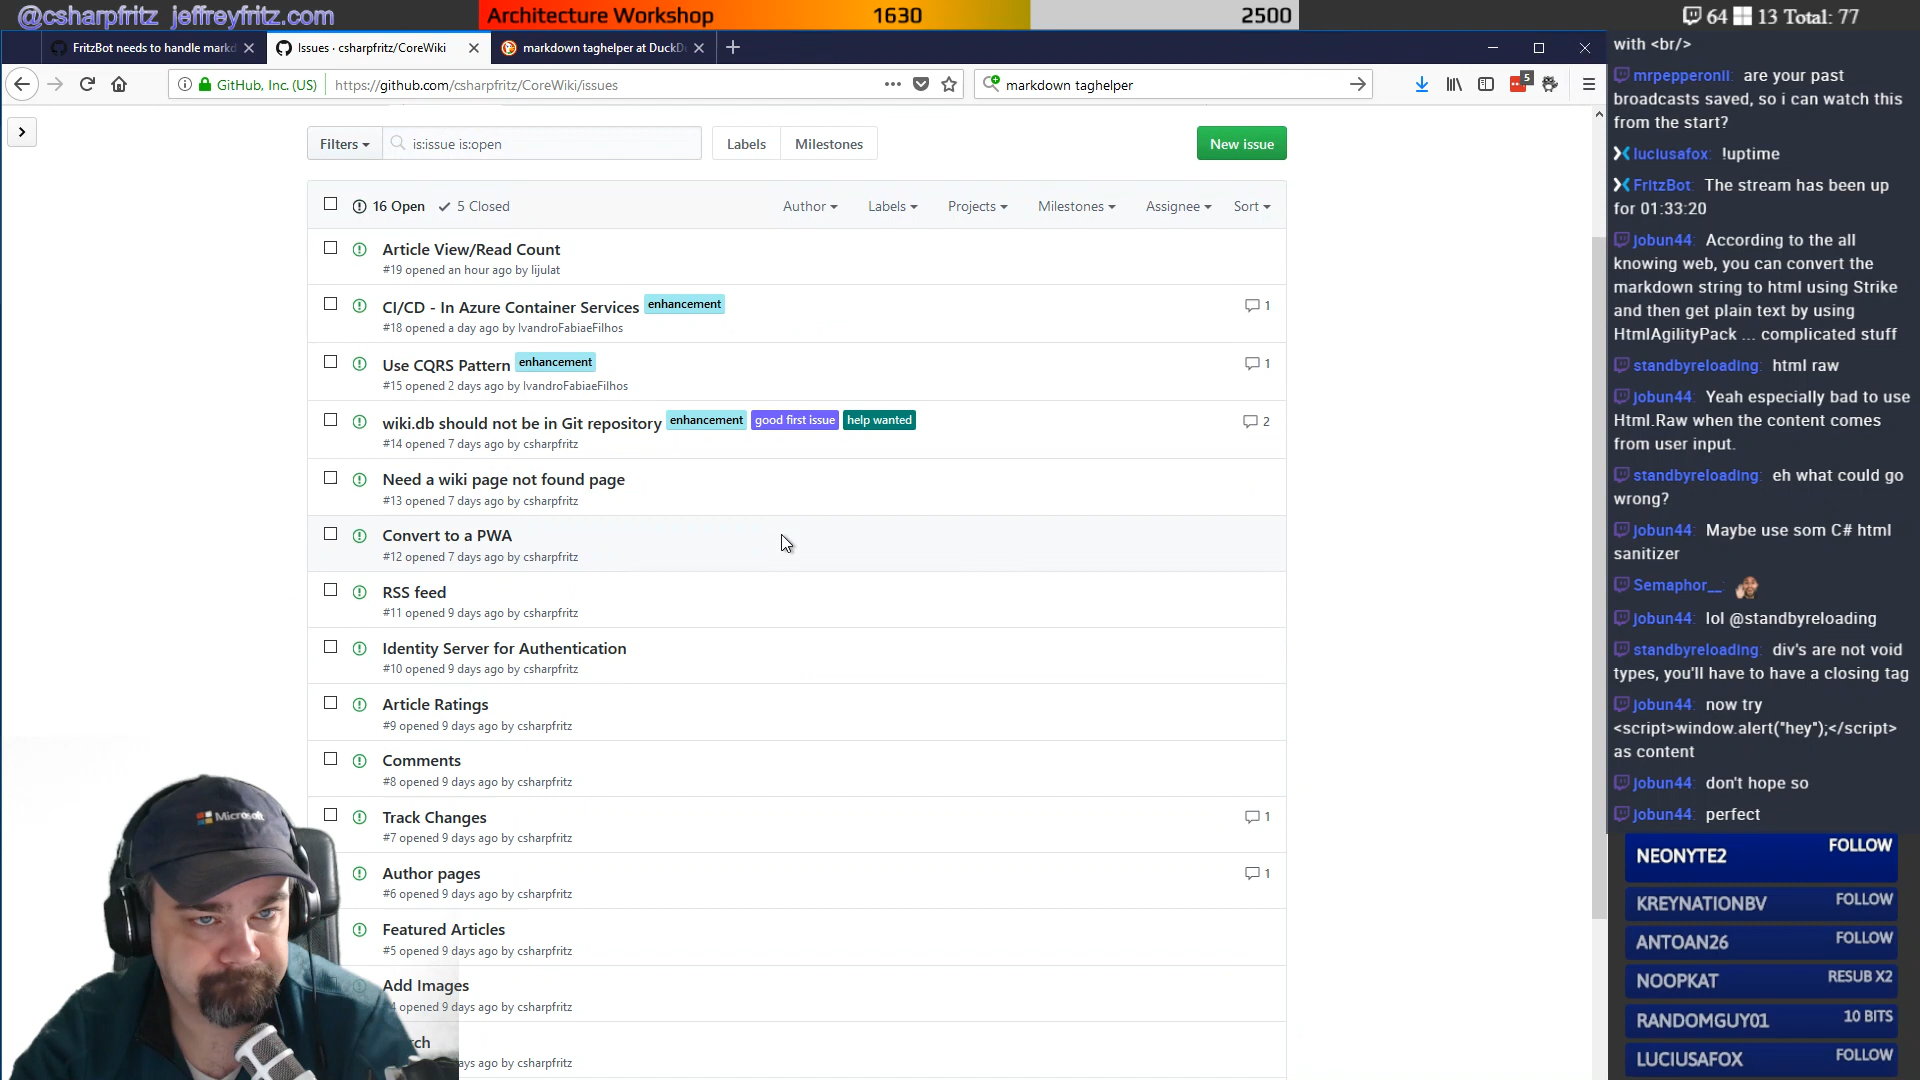 @csharpfritz jeffreyfritz.com
Architecture Workshop 1630 2500
64 13 Total: 77
FritzBot needs to handle markd
Issues · csharpfritz/CoreWiki
markdown taghelper at DuckD
GitHub, Inc. (US) https://github.com/csharpfritz/CoreWiki/issues
markdown taghelper
5
Filters
is:issue is:open
Labels Milestones
New issue
16 Open 5 Closed
Author Labels Projects Milestones Assignee Sort
Article View/Read Count
#19 opened an hour ago by lijulat
CI/CD - In Azure Container Services enhancement 1
#18 opened a day ago by IvandroFabiaeFilhos
Use CQRS Pattern enhancement 1
#15 opened 2 days ago by IvandroFabiaeFilhos
wiki.db should not be in Git repository enhancement good first issue help wanted 2
#14 opened 7 days ago by csharpfritz
Need a wiki page not found page
#13 opened 7 days ago by csharpfritz
Convert to a PWA
#12 opened 7 days ago by csharpfritz
RSS feed
#11 opened 9 days ago by csharpfritz
Identity Server for Authentication
#10 opened 9 days ago by csharpfritz
Article Ratings
#9 opened 9 days ago by csharpfritz
Comments
#8 opened 9 days ago by csharpfritz
Track Changes 1
#7 opened 9 days ago by csharpfritz
Author pages 1
#6 opened 9 days ago by csharpfritz
Featured Articles
#5 opened 9 days ago by csharpfritz
Add Images
opened 9 days ago by csharpfritz
ago by csharpfritz
Microsoft
with <br/>
mrpepperonii: are your past
broadcasts saved, so i can watch this
from the start?
luciusafox: !uptime
FritzBot: The stream has been up
for 01:33:20
jobun44: According to the all
knowing web, you can convert the
markdown string to html using Strike
and then get plain text by using
HtmlAgilityPack ... complicated stuff
standbyreloading: html raw
jobun44: Yeah especially bad to use
Html.Raw when the content comes
from user input.
standbyreloading: eh what could go
wrong?
jobun44: Maybe use som C# html
sanitizer
Semaphor__:
jobun44: lol @standbyreloading
standbyreloading: div's are not void
types, you'll have to have a closing tag
jobun44: now try
<script>window.alert("hey");</script>
as content
jobun44: don't hope so
jobun44: perfect
NEONYTE2 FOLLOW
KREYNATIONBV FOLLOW
ANTOAN26 FOLLOW
NOOPKAT RESUB X2
RANDOMGUY01 10 BITS
LUCIUSAFOX FOLLOW